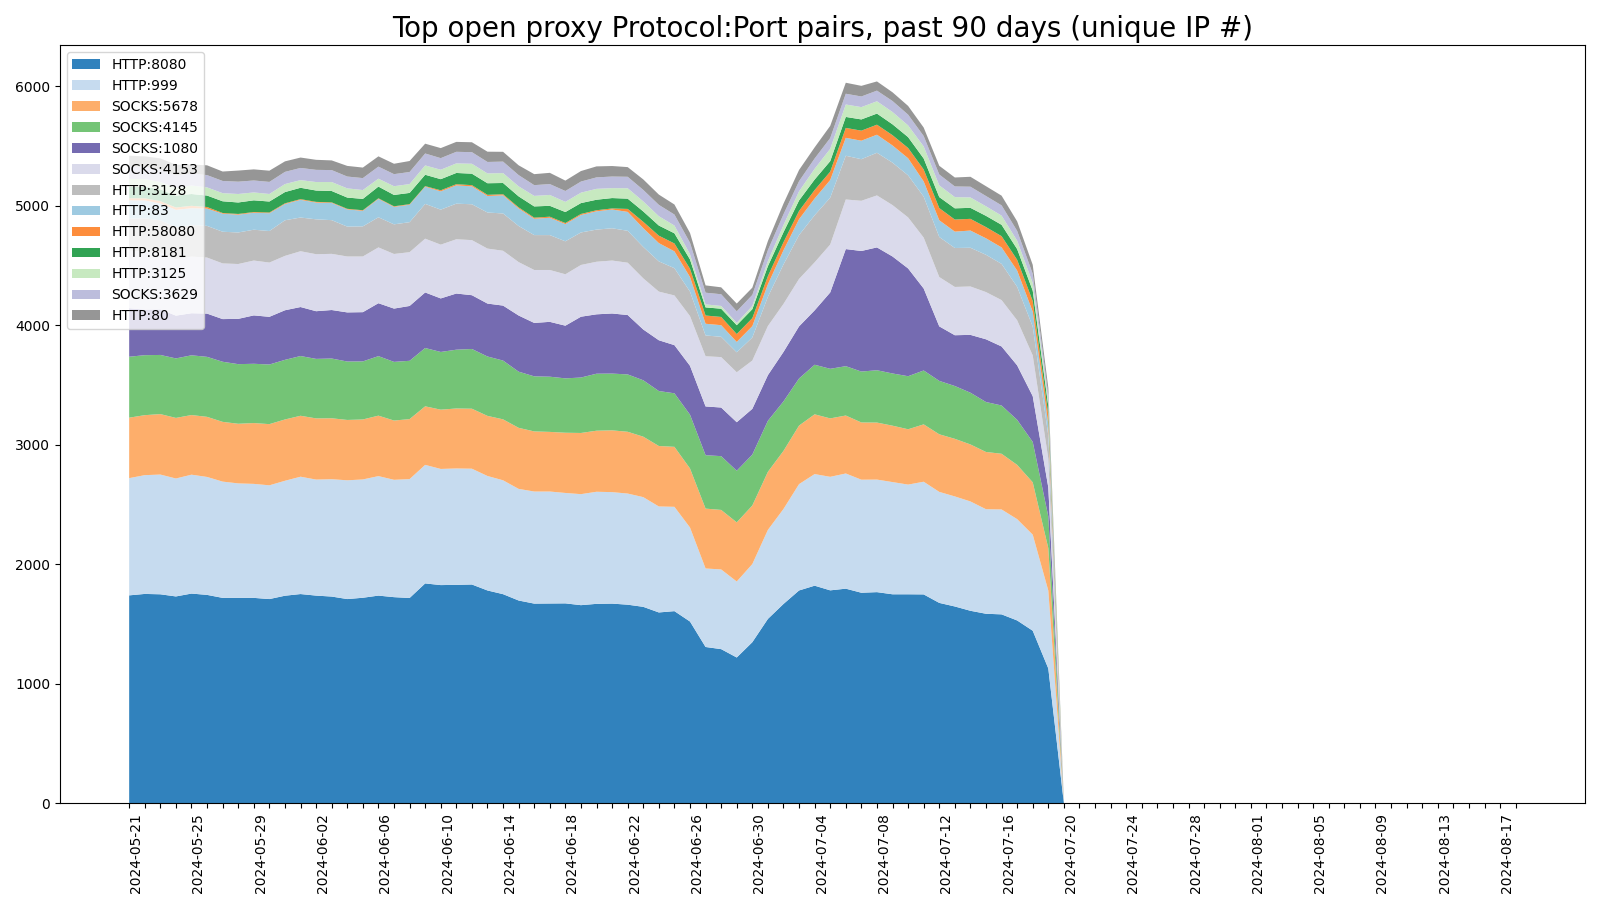 Top open proxy Protocol:Port pairs, past 90 days (unique IP #)
HTTP:8080
HTTP:999
SOCKS:5678
SOCKS:4145
SOCKS:1080
SOCKS:4153
HTTP:3128
HTTP:83
HTTP:58080
HTTP:8181
HTTP:3125
SOCKS:3629
HTTP:80
6000
5000
4000
3000
2000
1000
0
2024-05-21
2024-05-25
2024-05-29
2024-06-02
2024-06-06
2024-06-10
2024-06-14
2024-06-18
2024-06-22
2024-06-26
2024-06-30
2024-07-04
2024-07-08
2024-07-12
2024-07-16
2024-07-20
2024-07-24
2024-07-28
2024-08-01
2024-08-05
2024-08-09
2024-08-13
2024-08-17